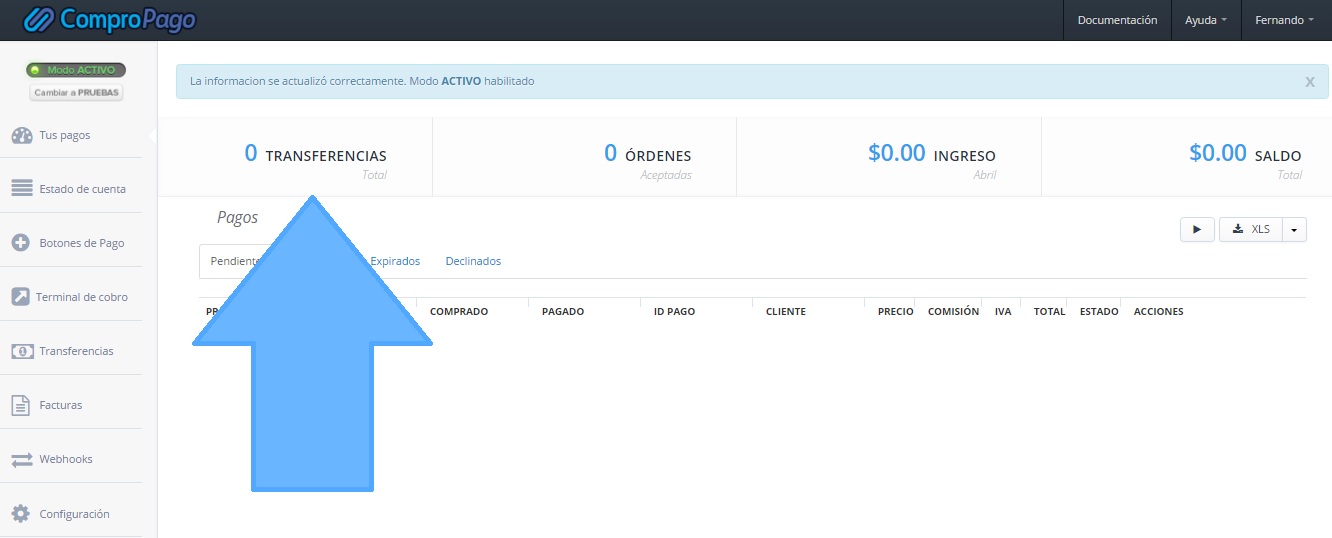 ComproPago
Documentación Ayuda Fernando
Modo ACTIVO
Cambiar a PRUEBAS
La informacion se actualizó correctamente. Modo ACTIVO habilitado x
Tus pagos
Estado de cuenta
Botones de Pago
Terminal de cobro
Transferencias
Facturas
Webhooks
Configuración
0 TRANSFERENCIAS
Total
0 ÓRDENES
Aceptadas
$0.00 INGRESO
Abril
$0.00 SALDO
Total
Pagos
XLS
Pendiente Expirados Declinados
COMPRADO PAGADO ID PAGO CLIENTE PRECIO COMISIÓN IVA TOTAL ESTADO ACCIONES